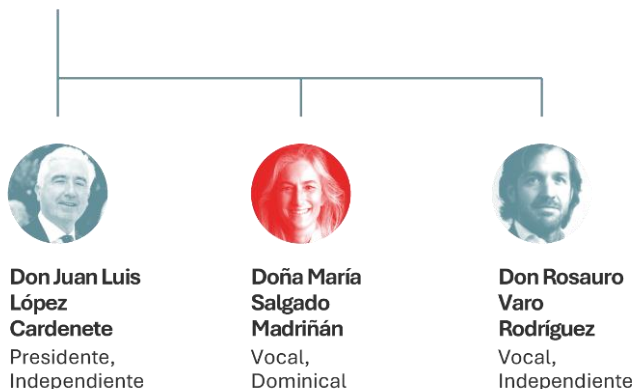 Don Juan Luis
López
Cardenete
Presidente,
Independiente
Doña María
Salgado
Madriñán
Vocal,
Dominical
Don Rosauro
Varo
Rodríguez
Vocal,
Independiente